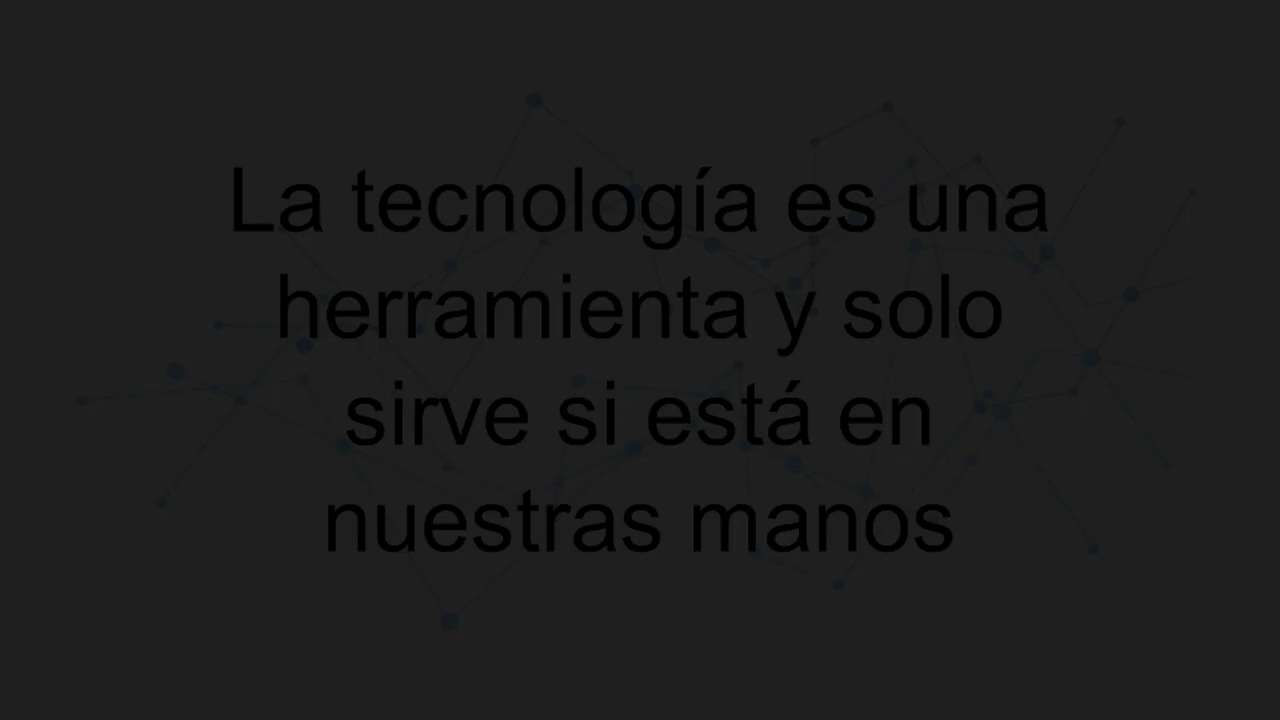 La tecnología es una
herramienta y solo
sirve si está en
nuestras manos